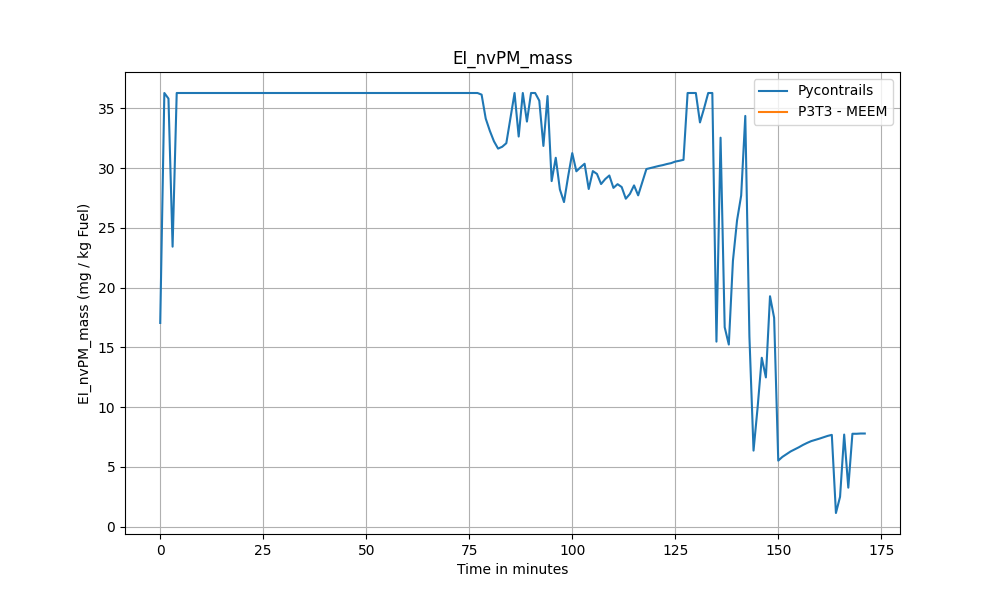 EI_nvPM_mass
Pycontrails
P3T3 - MEEM
EI_nvPM_mass (mg / kg Fuel)
35
30
25
20
15
10
5
0
0 25 50 75 100 125 150 175
Time in minutes